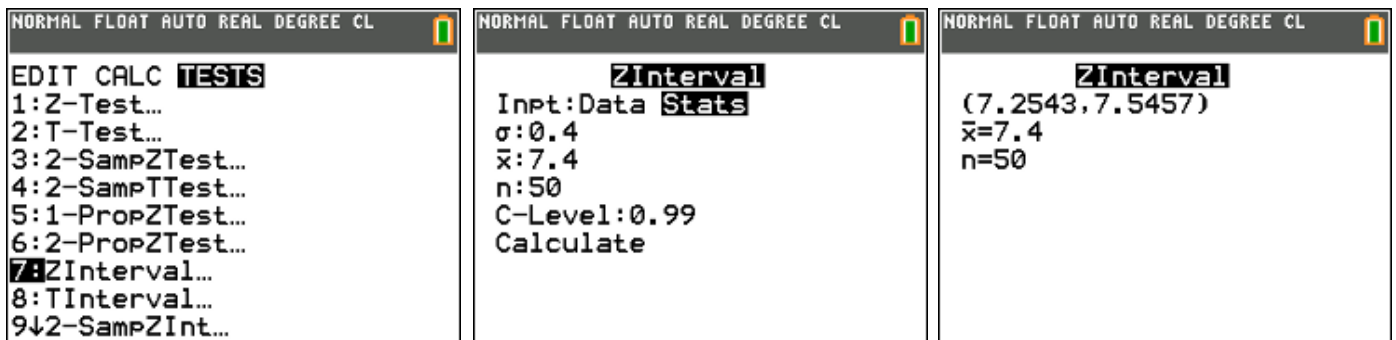 NORMAL FLOAT AUTO REAL DEGREE CL
EDIT CALC TESTS
1:Z-Test…
2:T-Test…
3:2-SampZTest…
4:2-SampTTest…
5:1-PropZTest…
6:2-PropZTest…
7:ZInterval…
8:TInterval…
9↓2-SampZInt…
NORMAL FLOAT AUTO REAL DEGREE CL
ZInterval
Inpt:Data Stats
σ:0.4
x̄:7.4
n:50
C-Level:0.99
Calculate
NORMAL FLOAT AUTO REAL DEGREE CL
ZInterval
(7.2543,7.5457)
x̄=7.4
n=50